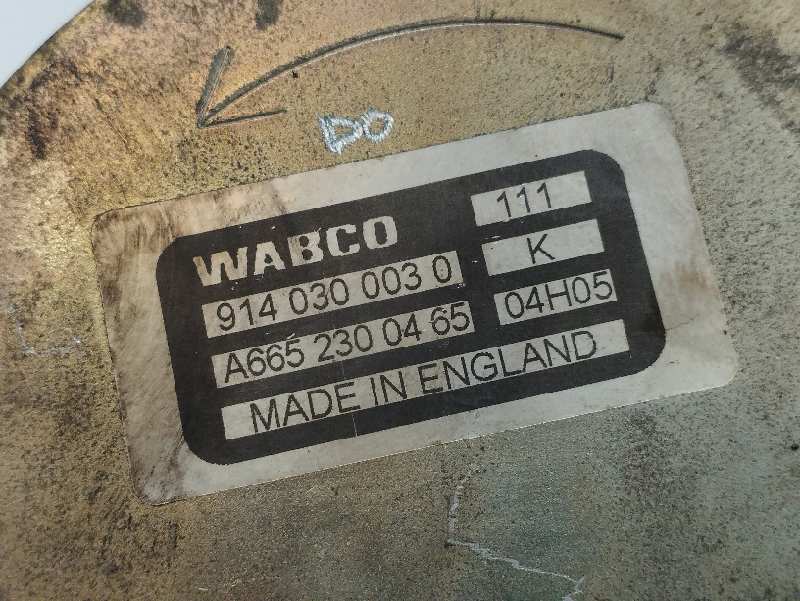 DO
WABCO 111
914 030 003 0 K
A665 230 04 65 04H05
MADE IN ENGLAND